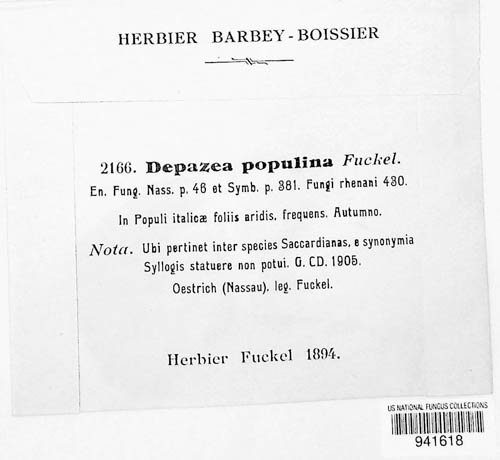 HERBIER BARBEY-BOISSIER
2166. Depazea populina Fuckel.
En. Fung. Nass. p. 46 et Symb. p. 381. Fungi rhenani 430.
In Populi italicæ foliis aridis, frequens. Autumno.
Nota. Ubi pertinet inter species Saccardianas, e synonymia
Syllogis statuere non potui. G. CD. 1905.
Oestrich (Nassau), leg. Fuckel.
Herbier Fuckel 1894.
US NATIONAL FUNGUS COLLECTIONS
941618